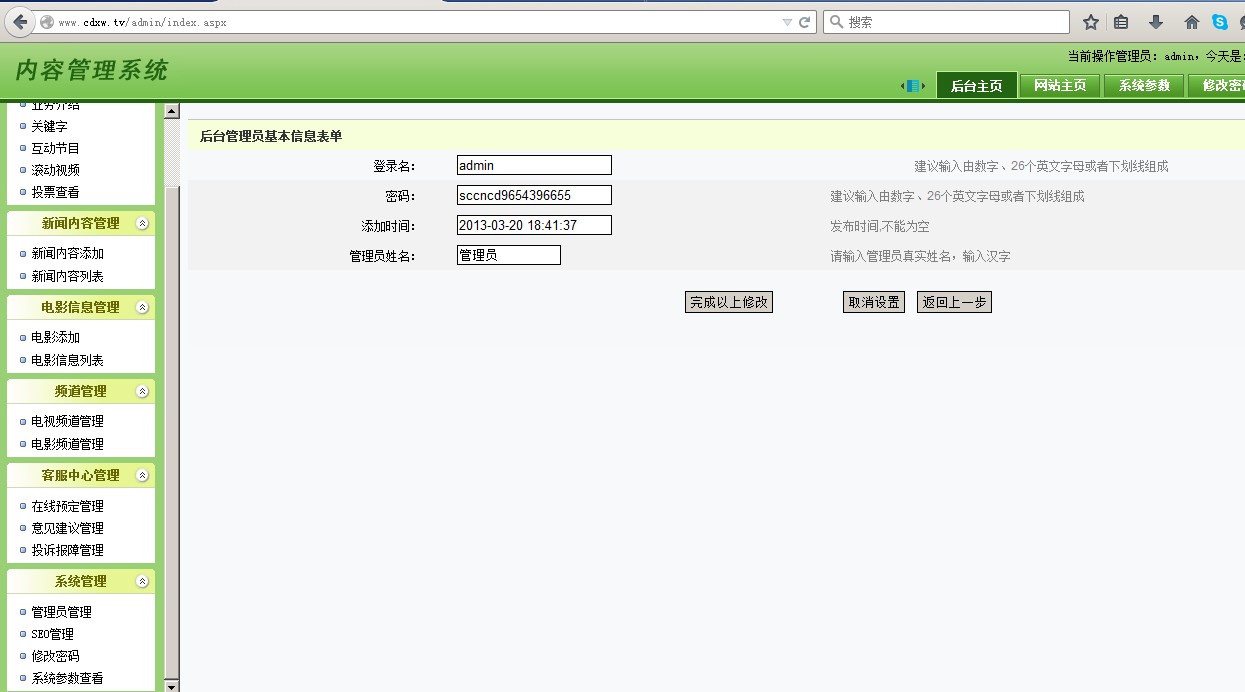 www.cdxw.tv/admin/index.aspx
搜索
内容管理系统
当前操作管理员：admin，今天是
后台主页 网站主页 系统参数 修改密
业务介绍
关键字
互动节目
滚动视频
投票查看
新闻内容管理
新闻内容添加
新闻内容列表
电影信息管理
电影添加
电影信息列表
频道管理
电视频道管理
电影频道管理
客服中心管理
在线预定管理
意见建议管理
投诉报障管理
系统管理
管理员管理
SEO管理
修改密码
系统参数查看
后台管理员基本信息表单
登录名： admin 建议输入由数字、26个英文字母或者下划线组成
密码： sccncd9654396655 建议输入由数字、26个英文字母或者下划线组成
添加时间： 2013-03-20 18:41:37 发布时间,不能为空
管理员姓名： 管理员 请输入管理员真实姓名，输入汉字
完成以上修改 取消设置 返回上一步